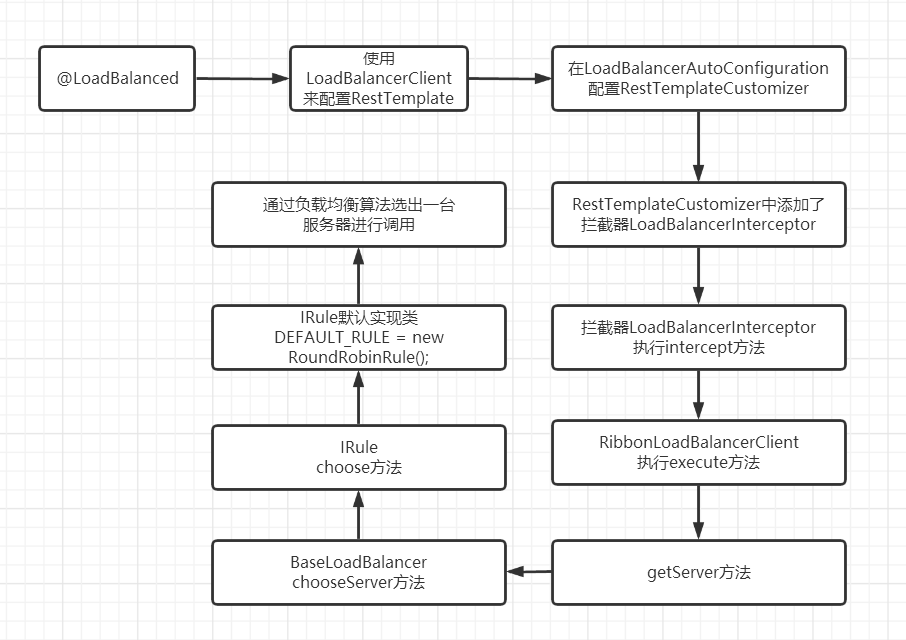 @LoadBalanced
使用
LoadBalancerClient
来配置RestTemplate
在LoadBalancerAutoConfiguration
配置RestTemplateCustomizer
RestTemplateCustomizer中添加了
拦截器LoadBalancerInterceptor
拦截器LoadBalancerInterceptor
执行intercept方法
RibbonLoadBalancerClient
执行execute方法
getServer方法
BaseLoadBalancer
chooseServer方法
IRule
choose方法
IRule默认实现类
DEFAULT_RULE = new
RoundRobinRule();
通过负载均衡算法选出一台
服务器进行调用